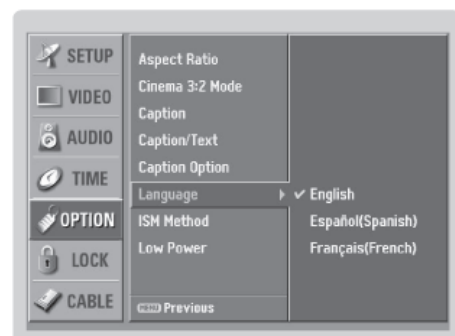 SETUP
VIDEO
AUDIO
TIME
OPTION
LOCK
CABLE
Aspect Ratio
Cinema 3:2 Mode
Caption
Caption/Text
Caption Option
Language
ISM Method
Low Power
MENU Previous
English
Español(Spanish)
Français(French)